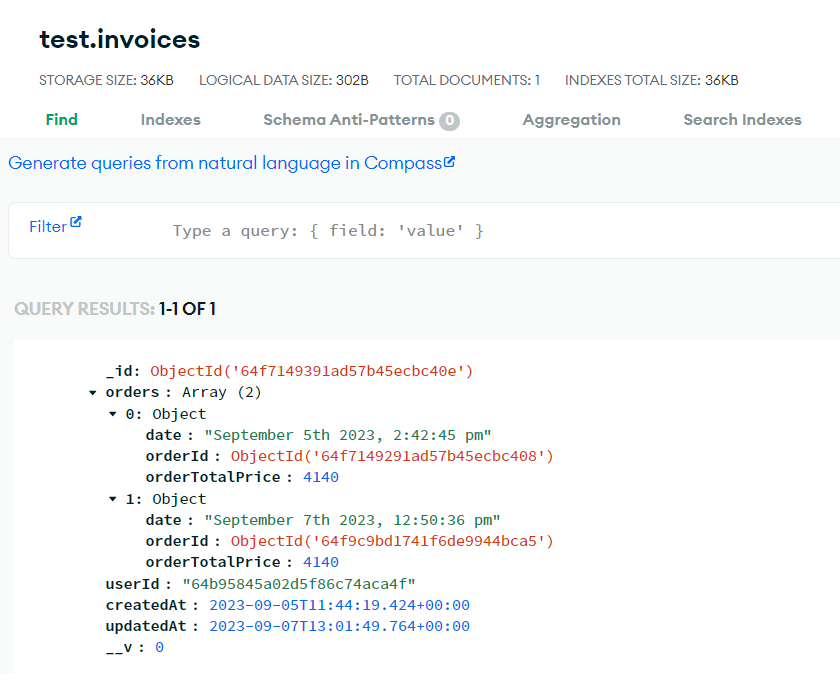 test.invoices
STORAGE SIZE: 36KB LOGICAL DATA SIZE: 302B TOTAL DOCUMENTS: 1 INDEXES TOTAL SIZE: 36KB
Find Indexes Schema Anti-Patterns 0 Aggregation Search Indexes
Generate queries from natural language in Compass
Filter Type a query: { field: 'value' }
QUERY RESULTS: 1-1 OF 1
_id: ObjectId('64f7149391ad57b45ecbc40e')
orders: Array (2)
0: Object
date: "September 5th 2023, 2:42:45 pm"
orderId: ObjectId('64f7149291ad57b45ecbc408')
orderTotalPrice: 4140
1: Object
date: "September 7th 2023, 12:50:36 pm"
orderId: ObjectId('64f9c9bd1741f6de9944bca5')
orderTotalPrice: 4140
userId: "64b95845a02d5f86c74aca4f"
createdAt: 2023-09-05T11:44:19.424+00:00
updatedAt: 2023-09-07T13:01:49.764+00:00
__v: 0